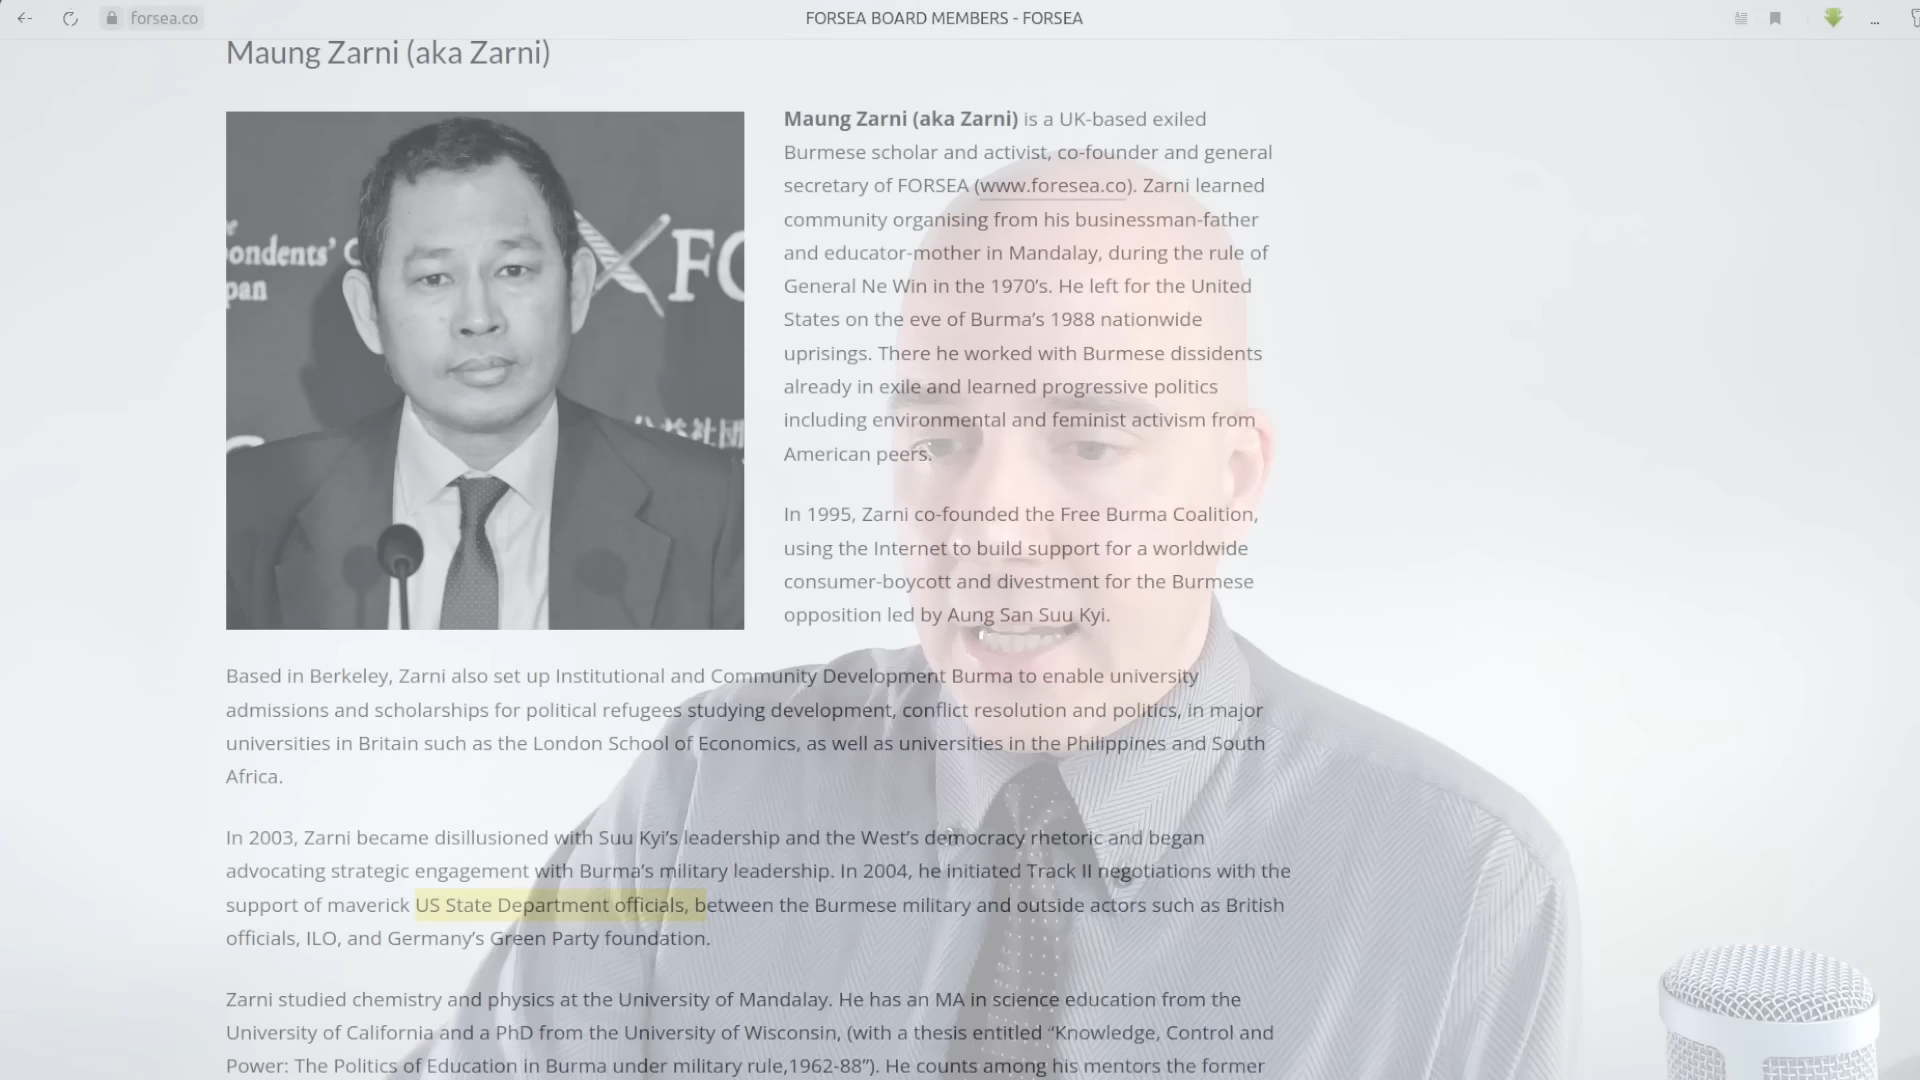 forsea.co
FORSEA BOARD MEMBERS - FORSEA
...
Maung Zarni (aka Zarni)
ondents’ C
pan
FO
Maung Zarni (aka Zarni) is a UK-based exiled
Burmese scholar and activist, co-founder and general
secretary of FORSEA (www.foresea.co). Zarni learned
community organising from his businessman-father
and educator-mother in Mandalay, during the rule of
General Ne Win in the 1970’s. He left for the United
States on the eve of Burma’s 1988 nationwide
uprisings. There he worked with Burmese dissidents
already in exile and learned progressive politics
including environmental and feminist activism from
American peers.
In 1995, Zarni co-founded the Free Burma Coalition,
using the Internet to build support for a worldwide
consumer-boycott and divestment for the Burmese
opposition led by Aung San Suu Kyi.
Based in Berkeley, Zarni also set up Institutional and Community Development Burma to enable university
admissions and scholarships for political refugees studying development, conflict resolution and politics, in major
universities in Britain such as the London School of Economics, as well as universities in the Philippines and South
Africa.
In 2003, Zarni became disillusioned with Suu Kyi’s leadership and the West’s democracy rhetoric and began
advocating strategic engagement with Burma’s military leadership. In 2004, he initiated Track II negotiations with the
support of maverick US State Department officials, between the Burmese military and outside actors such as British
officials, ILO, and Germany’s Green Party foundation.
Zarni studied chemistry and physics at the University of Mandalay. He has an MA in science education from the
University of California and a PhD from the University of Wisconsin, (with a thesis entitled “Knowledge, Control and
Power: The Politics of Education in Burma under military rule,1962-88”). He counts among his mentors the former